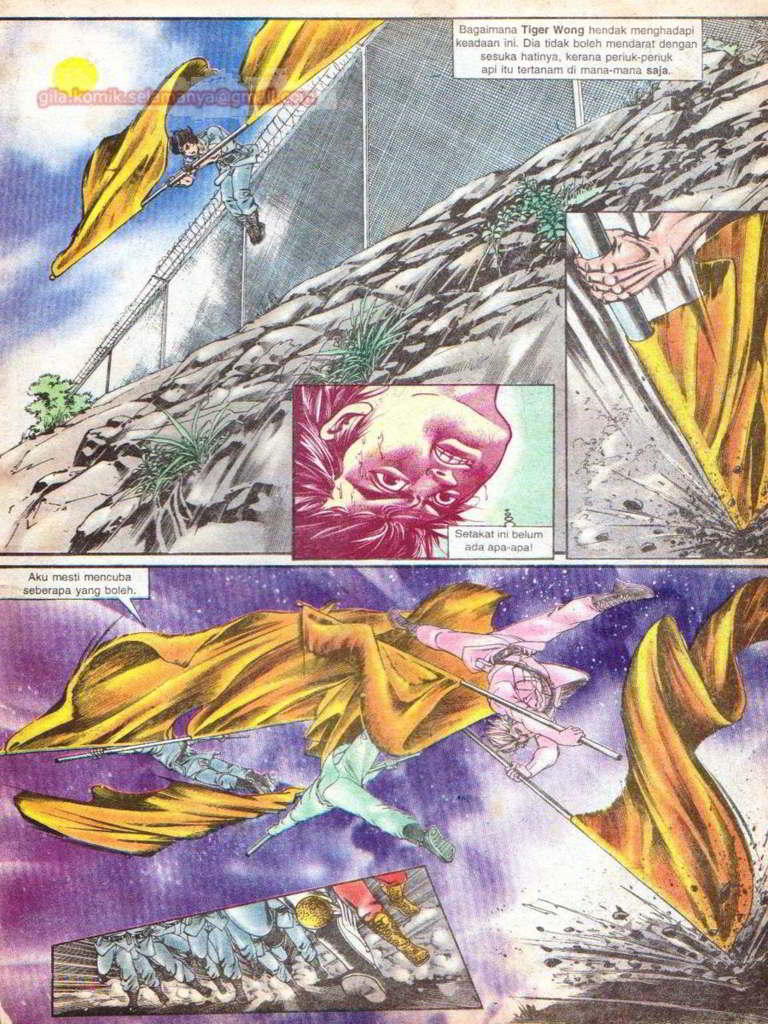 Bagaimana Tiger Wong hendak menghadapi
keadaan ini. Dia tidak boleh mendarat dengan
sesuka hatinya, kerana periuk-periuk
api itu tertanam di mana-mana saja.
gila.komik.selamanya@gmail.com
Setakat ini belum
ada apa-apa!
Aku mesti mencuba
seberapa yang boleh.